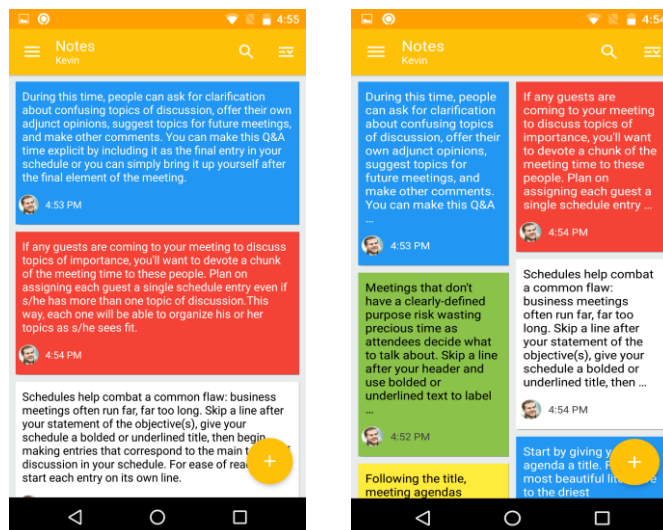 4:55
Notes
Kevin
During this time, people can ask for clarification
about confusing topics of discussion, offer their own
adjunct opinions, suggest topics for future meetings,
and make other comments. You can make this Q&A
time explicit by including it as the final entry in your
schedule or you can simply bring it up yourself after
the final element of the meeting.
4:53 PM
If any guests are coming to your meeting to discuss
topics of importance, you'll want to devote a chunk
of the meeting time to these people. Plan on
assigning each guest a single schedule entry even if
s/he has more than one topic of discussion.This
way, each one will be able to organize his or her
topics as s/he sees fit.
4:54 PM
Schedules help combat a common flaw: business
meetings often run far, far too long. Skip a line after
your statement of the objective(s), give your
schedule a bolded or underlined title, then begin
making entries that correspond to the main
discussion in your schedule. For ease of
start each entry on its own line.
4:54
Notes
Kevin
During this time, people
can ask for clarification
about confusing topics
of discussion, offer their
own adjunct opinions,
suggest topics for
future meetings, and
make other comments.
You can make this Q&A
...
4:53 PM
Meetings that don't
have a clearly-defined
purpose risk wasting
precious time as
attendees decide what
to talk about. Skip a line
after your header and
use bolded or
underlined text to label
...
4:52 PM
Following the title,
meeting agendas
If any guests are
coming to your meeting
to discuss topics of
importance, you'll want
to devote a chunk of the
meeting time to these
people. Plan on
assigning each guest a
single schedule entry ...
4:54 PM
Schedules help combat
a common flaw:
business meetings
often run far, far too
long. Skip a line after
your statement of the
objective(s), give your
schedule a bolded or
underlined title, then ...
4:54 PM
Start by giving
agenda a title.
most beautiful
to the driest